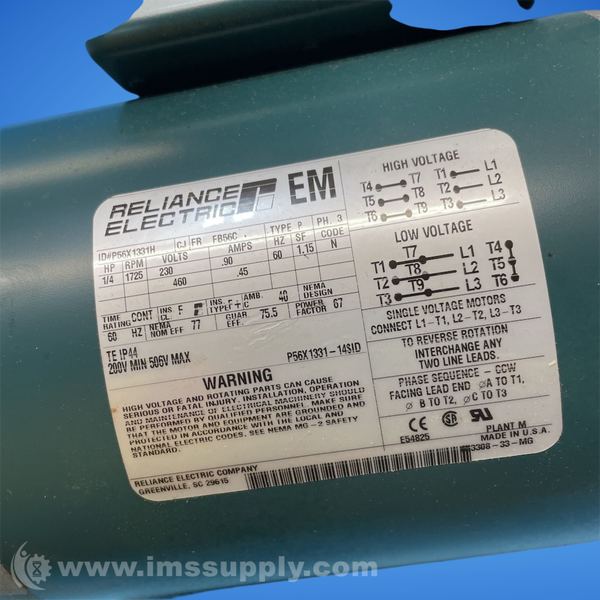 RELIANCE ELECTRIC EM
ID#P56X1331H CJ FR FB56C TYPE P PH. 3
HP RPM VOLTS AMPS HZ SF CODE
1/4 1725 230 .90 60 1.15 N
460 .45
TIME RATING CONT INS CL F INS. TYPE F+ AMB. C 40 NEMA DESIGN
60 HZ NEMA NOM EFF 77 GUAR EFF 75.5 POWER FACTOR 67
TE IP44
200V MIN 506V MAX P56X1331-14SID
WARNING
HIGH VOLTAGE AND ROTATING PARTS CAN CAUSE
SERIOUS OR FATAL INJURY. INSTALLATION, OPERATION
AND MAINTENANCE OF ELECTRICAL MACHINERY SHOULD
BE PERFORMED BY QUALIFIED PERSONNEL. MAKE SURE
THAT THE MOTOR AND EQUIPMENT ARE GROUNDED AND
PROTECTED IN ACCORDANCE WITH LOCAL AND
NATIONAL ELECTRIC CODES. SEE NEMA MG-2 SAFETY
STANDARD.
RELIANCE ELECTRIC COMPANY
GREENVILLE, SC 29615
HIGH VOLTAGE
T4 T7 T1 L1
T5 T8 T2 L2
T6 T9 T3 L3
LOW VOLTAGE
T1 T7 L1 T4
T2 T8 L2 T5
T3 T9 L3 T6
SINGLE VOLTAGE MOTORS
CONNECT L1-T1, L2-T2, L3-T3
TO REVERSE ROTATION
INTERCHANGE ANY
TWO LINE LEADS.
PHASE SEQUENCE - CCW
FACING LEAD END ØA TO T1,
Ø B TO T2, Ø C TO T3
CE SA UL
E54825 PLANT M
MADE IN U.S.A.
33-MG
www.imssupply.com